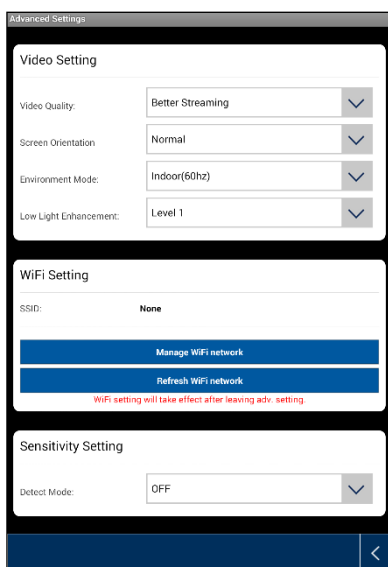 Advanced Settings
Video Setting
Video Quality: Better Streaming
Screen Orientation Normal
Environment Mode: Indoor(60hz)
Low Light Enhancement: Level 1
WiFi Setting
SSID: None
Manage WiFi network
Refresh WiFi network
WiFi setting will take effect after leaving adv. setting.
Sensitivity Setting
Detect Mode: OFF